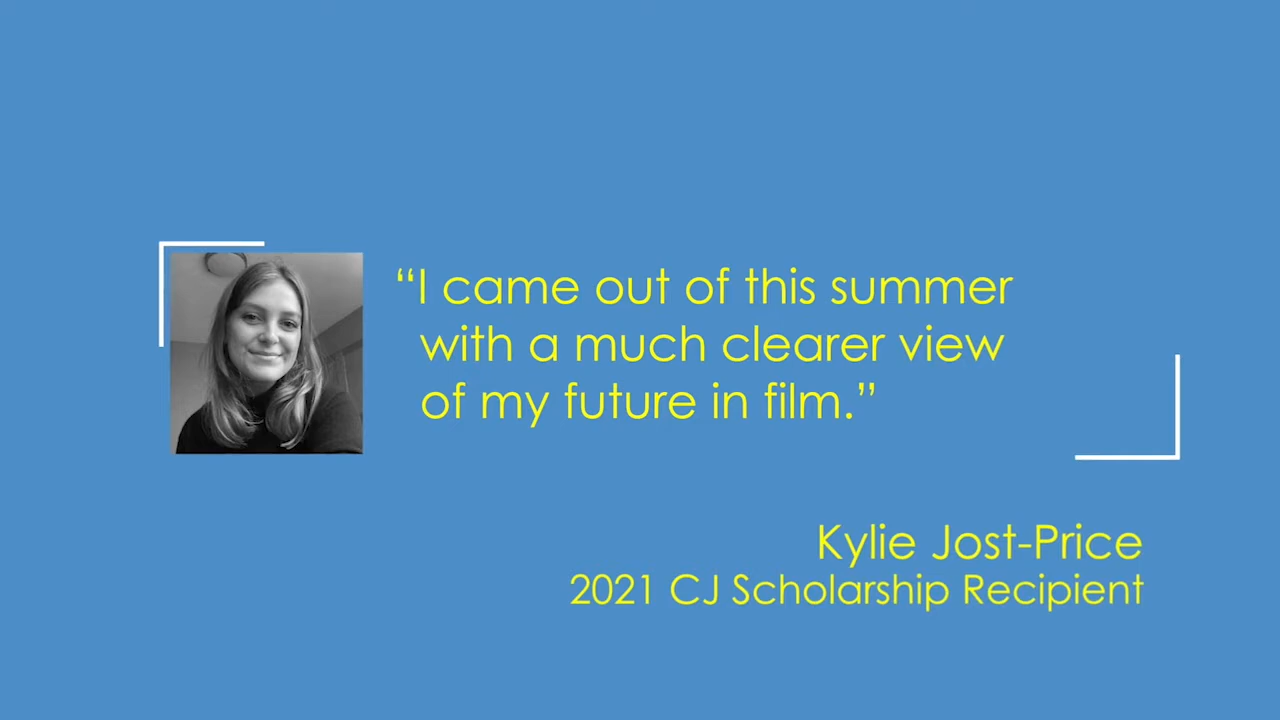 “I came out of this summer
with a much clearer view
of my future in film.”
Kylie Jost-Price
2021 CJ Scholarship Recipient